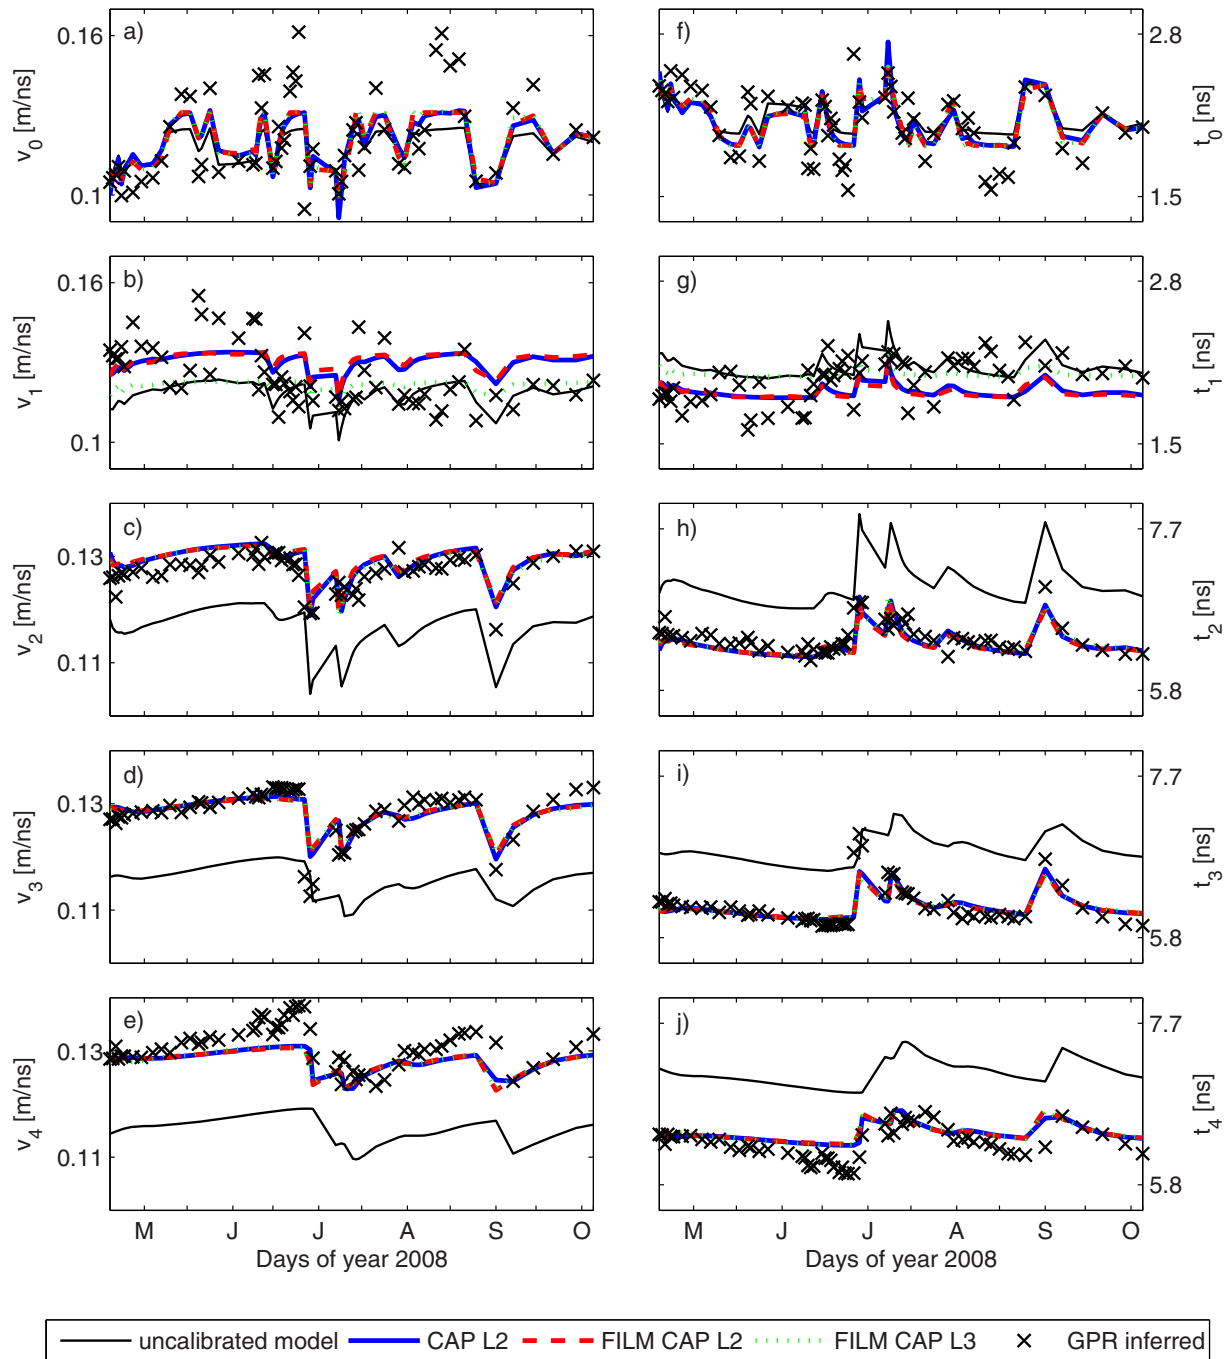 a)
0.16
0.1
v0 [m/ns]
f)
2.8
1.5
t0 [ns]
b)
0.16
0.1
v1 [m/ns]
g)
2.8
1.5
t1 [ns]
c)
0.13
0.11
v2 [m/ns]
h)
7.7
5.8
t2 [ns]
d)
0.13
0.11
v3 [m/ns]
i)
7.7
5.8
t3 [ns]
e)
0.13
0.11
v4 [m/ns]
j)
7.7
5.8
t4 [ns]
M J J A S O
Days of year 2008
M J J A S O
Days of year 2008
uncalibrated model CAP L2 FILM CAP L2 FILM CAP L3 GPR inferred